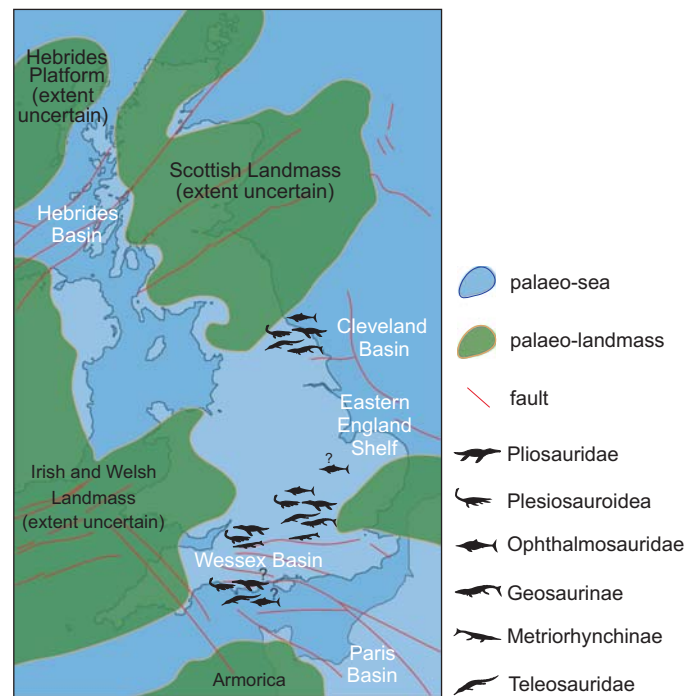 Hebrides
Platform
(extent
uncertain)
Scottish Landmass
(extent uncertain)
Hebrides
Basin
Cleveland
Basin
Eastern
England
Shelf
?
Irish and Welsh
Landmass
(extent uncertain)
Wessex Basin
?
?
Paris
Basin
Armorica
palaeo-sea
palaeo-landmass
fault
Pliosauridae
Plesiosauroidea
Ophthalmosauridae
Geosaurinae
Metriorhynchinae
Teleosauridae